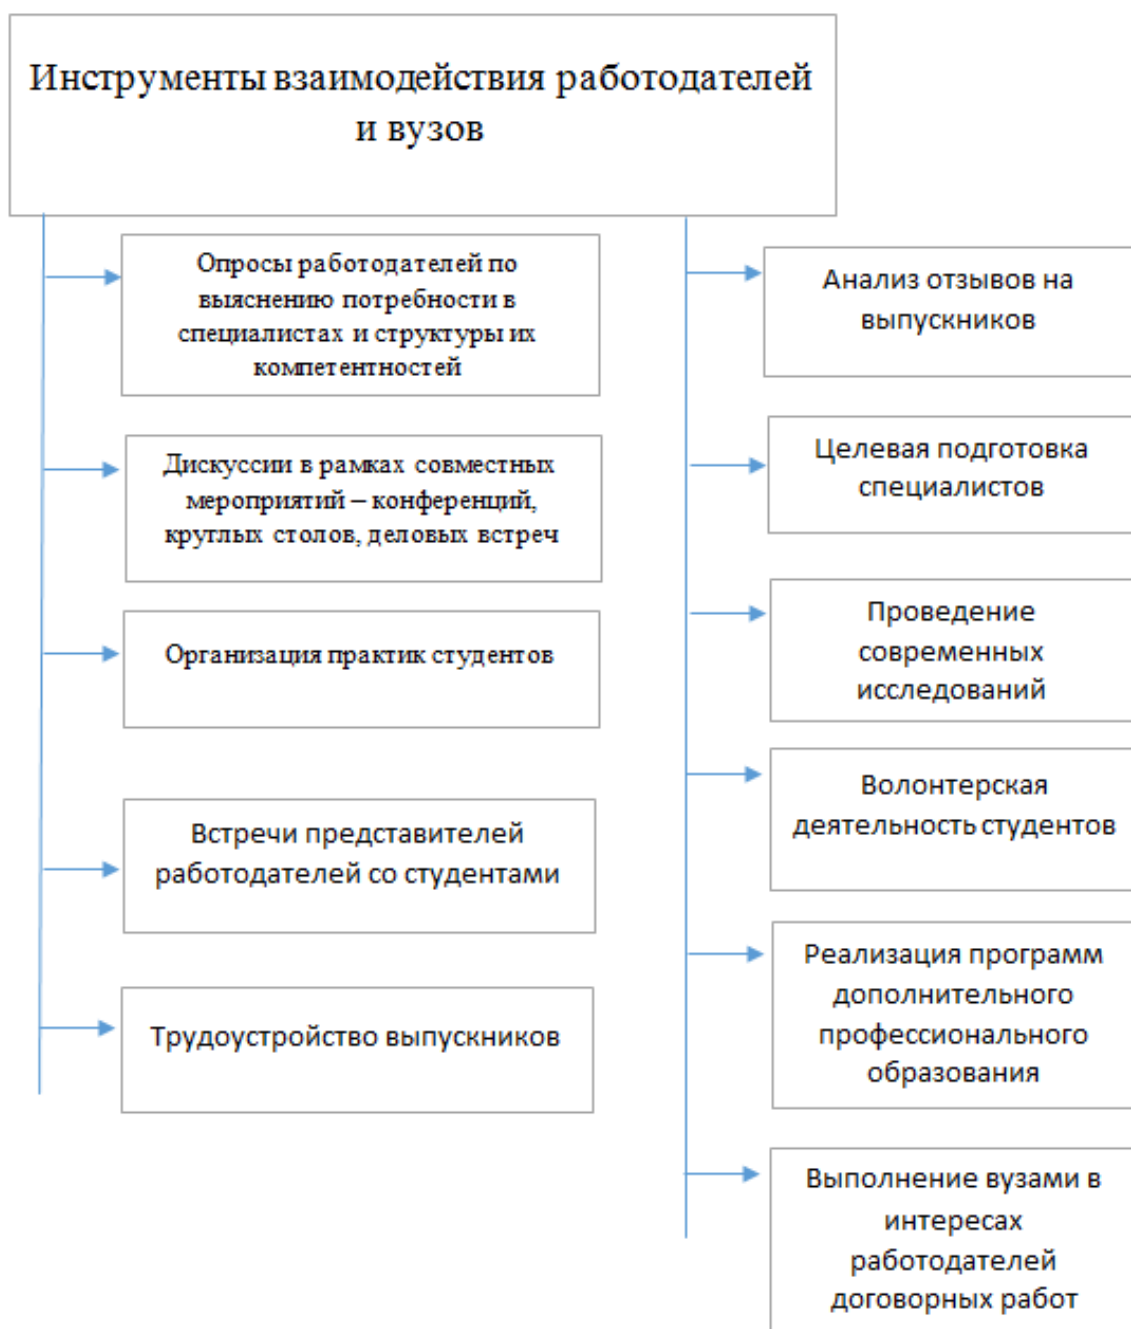 Инструменты взаимодействия работодателей
и вузов
Опросы работодателей по
выяснению потребности в
специалистах и структуры их
компетентностей
Дискуссии в рамках совместных
мероприятий – конференций,
круглых столов, деловых встреч
Организация практик студентов
Встречи представителей
работодателей со студентами
Трудоустройство выпускников
Анализ отзывов на
выпускников
Целевая подготовка
специалистов
Проведение
современных
исследований
Волонтерская
деятельность студентов
Реализация программ
дополнительного
профессионального
образования
Выполнение вузами в
интересах
работодателей
договорных работ